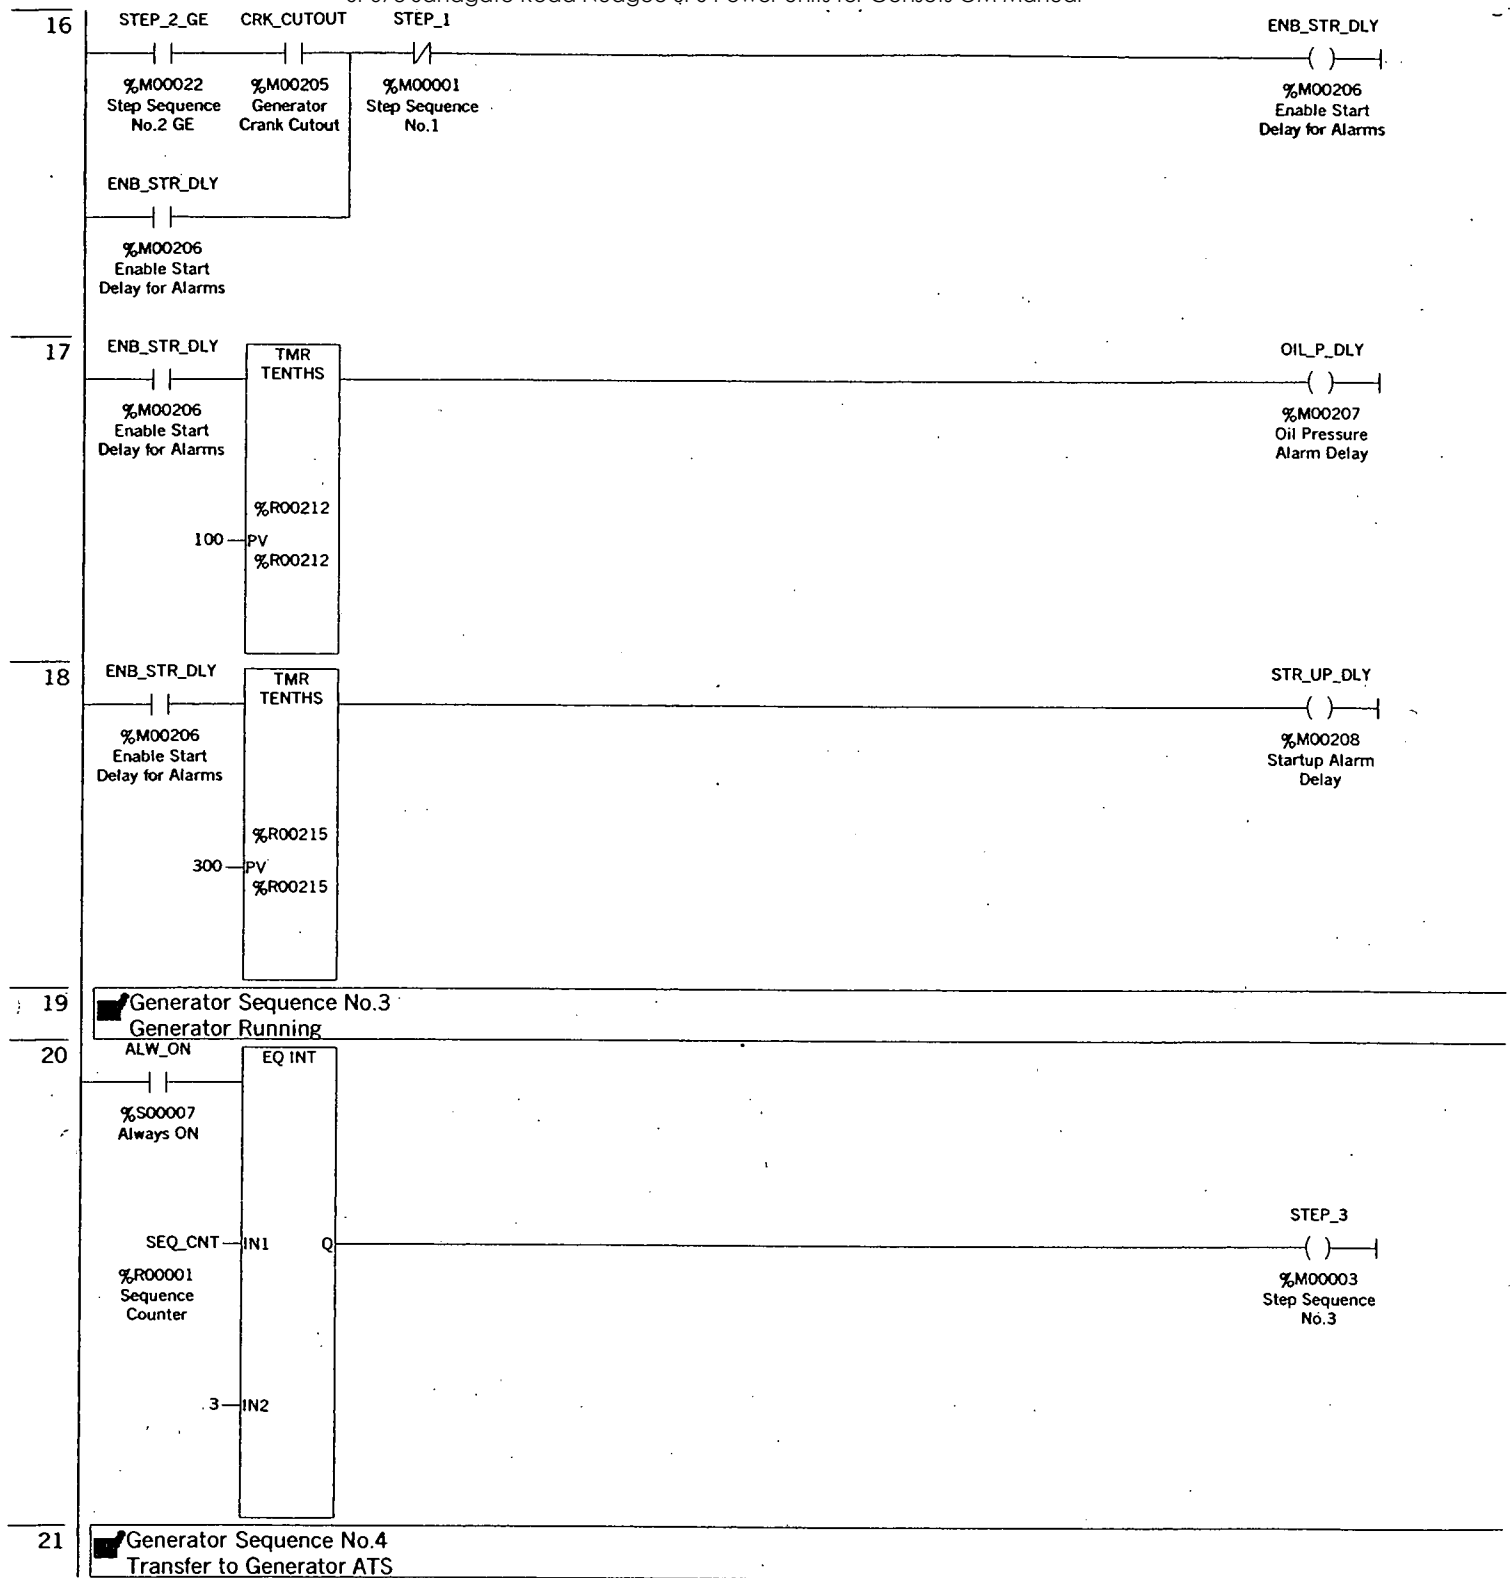 16
STEP_2_GE CRK_CUTOUT STEP_1 ENB_STR_DLY
%M00022 %M00205 %M00001 %M00206
Step Sequence Generator Step Sequence Enable Start
No.2 GE Crank Cutout No.1 Delay for Alarms
ENB_STR_DLY
%M00206
Enable Start
Delay for Alarms
17
ENB_STR_DLY TMR OIL_P_DLY
TENTHS
%M00206 %M00207
Enable Start Oil Pressure
Delay for Alarms Alarm Delay
%R00212
100 PV
%R00212
18
ENB_STR_DLY TMR STR_UP_DLY
TENTHS
%M00206 %M00208
Enable Start Startup Alarm
Delay for Alarms Delay
%R00215
300 PV
%R00215
19 Generator Sequence No.3
Generator Running
20
ALW_ON EQ INT
%S00007
Always ON
STEP_3
SEQ_CNT IN1 Q
%R00001 %M00003
Sequence Step Sequence
Counter No.3
3 IN2
21 Generator Sequence No.4
Transfer to Generator ATS